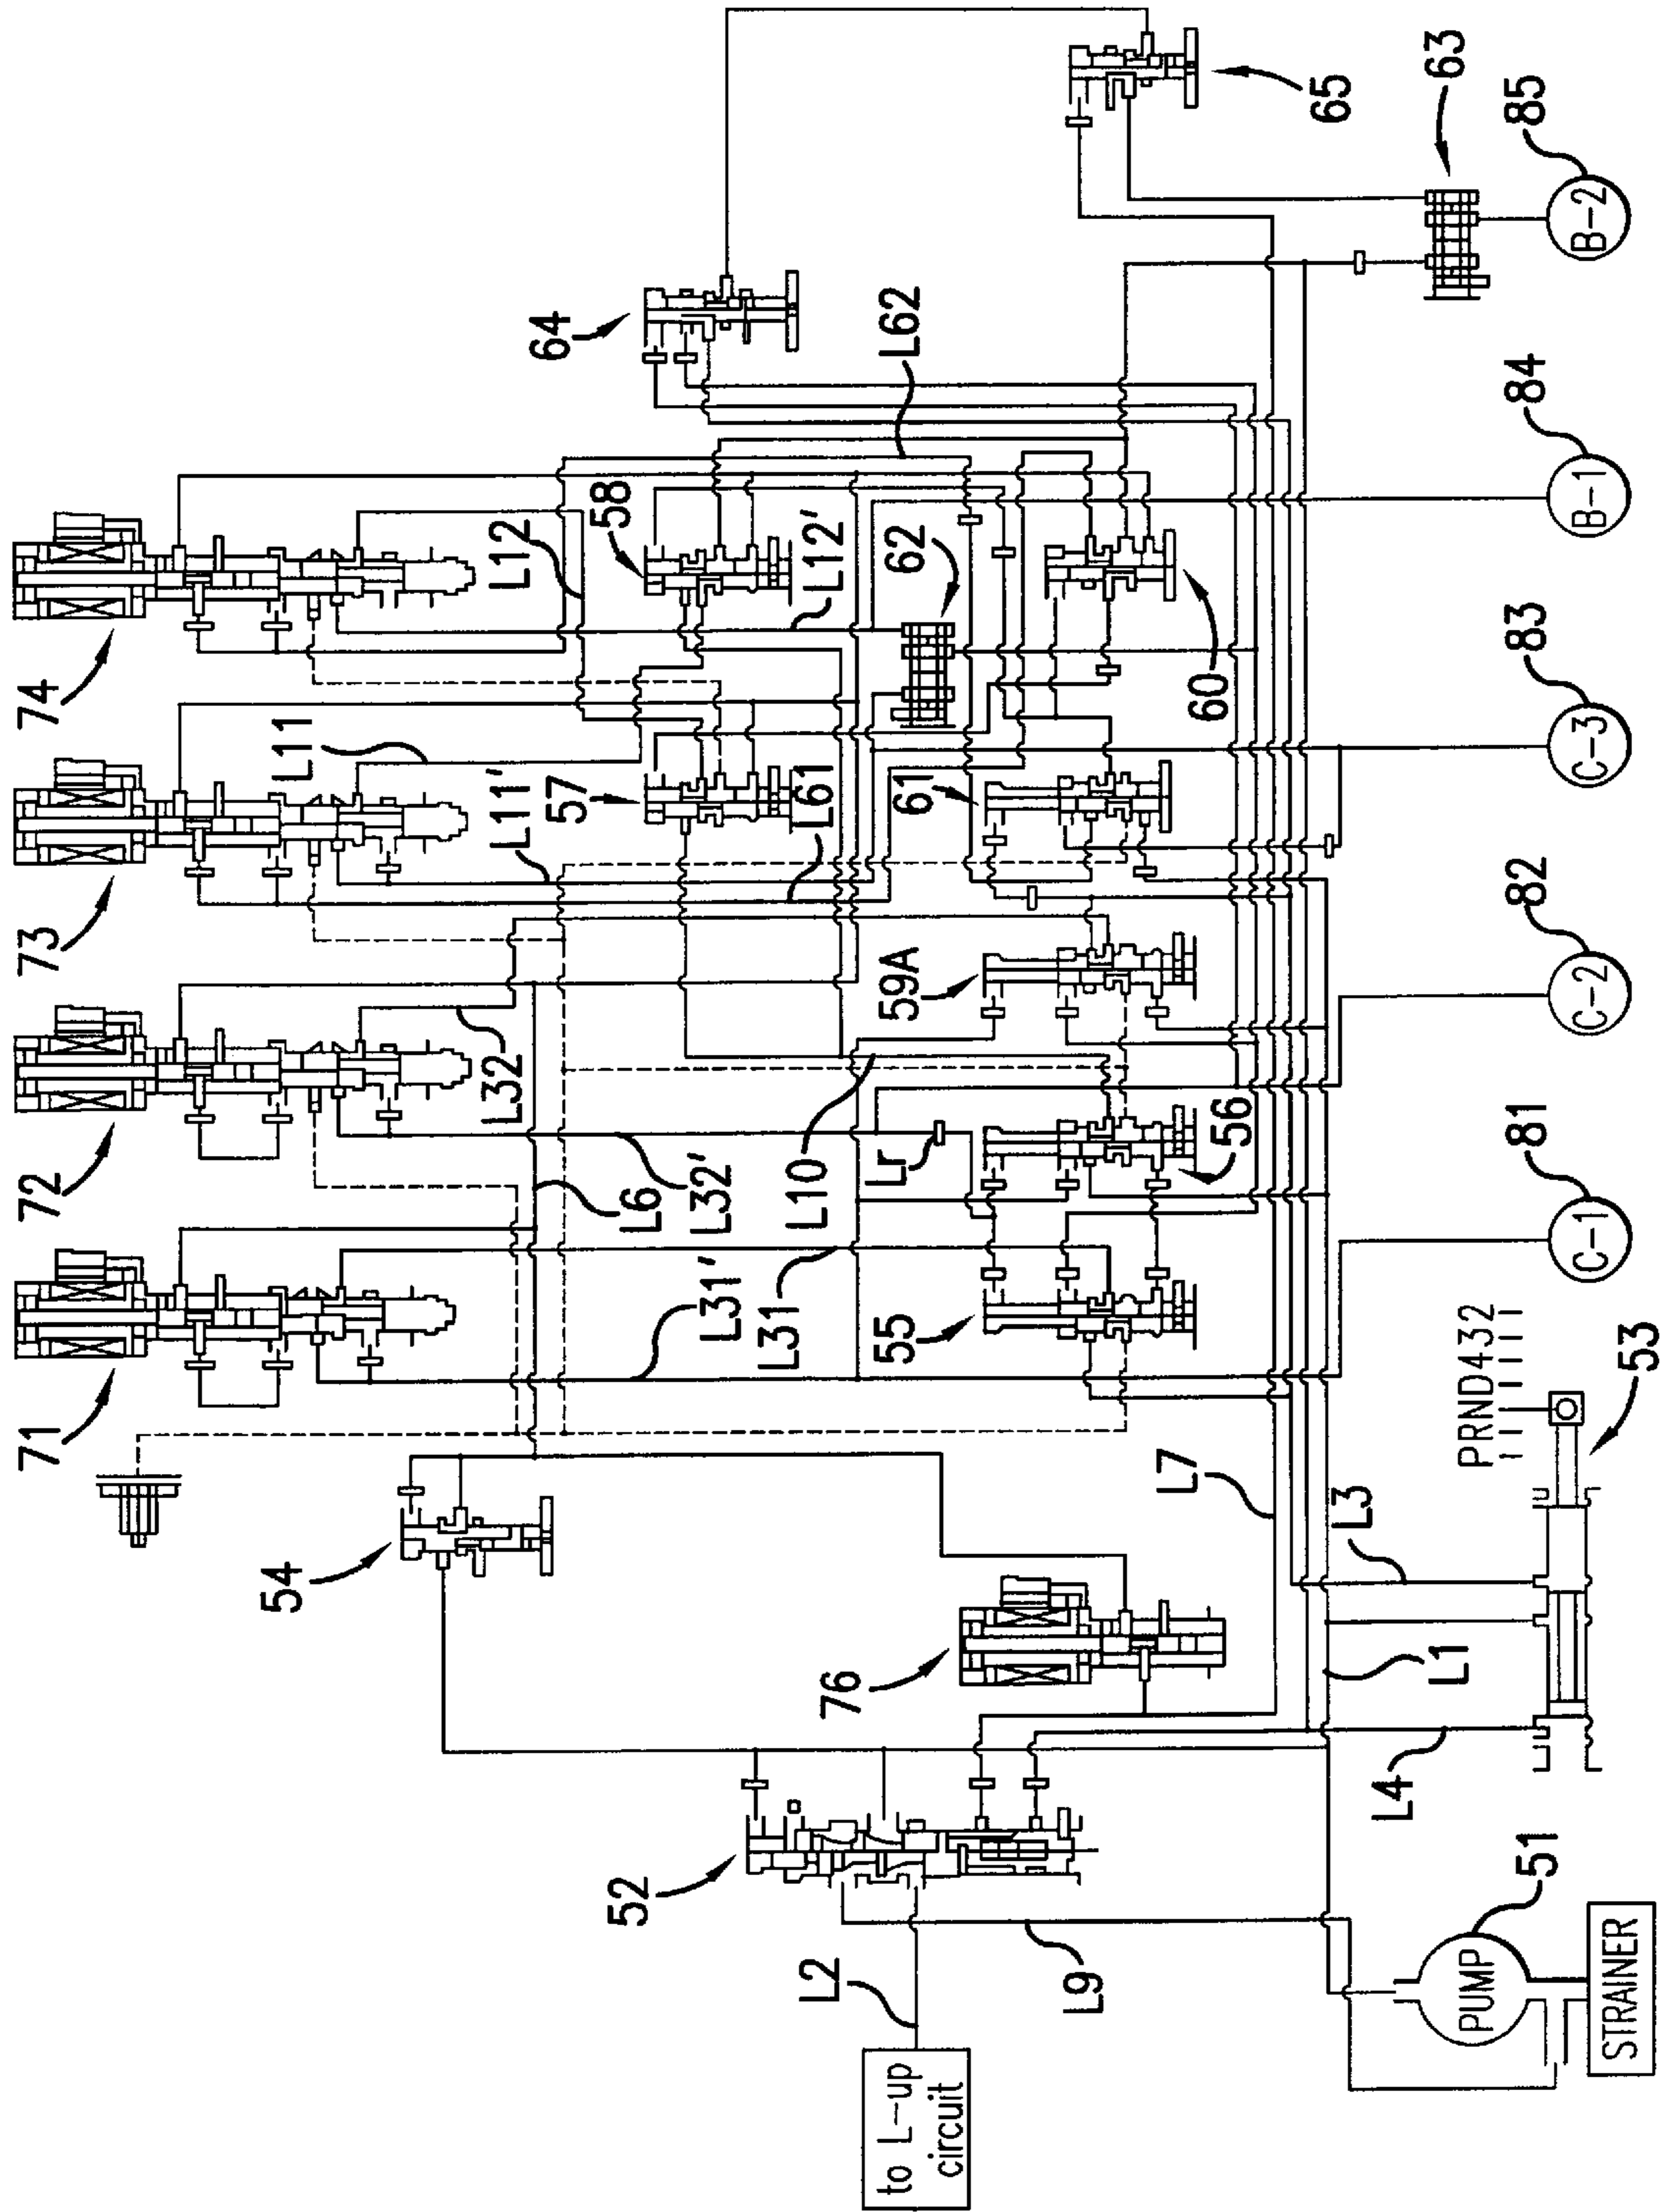 71
72
73
74
L11
L12
58
64
54
L6
L32
L32'
L31'
L31
L11'
57
L12'
L61
62
L62
65
63
52
76
L7
L10
Lr
55
56
59A
61
60
L2
L9
to L-up
circuit
51
PUMP
STRAINER
L4
L1
L3
PRND432
53
81
C-1
82
C-2
83
C-3
84
B-1
85
B-2